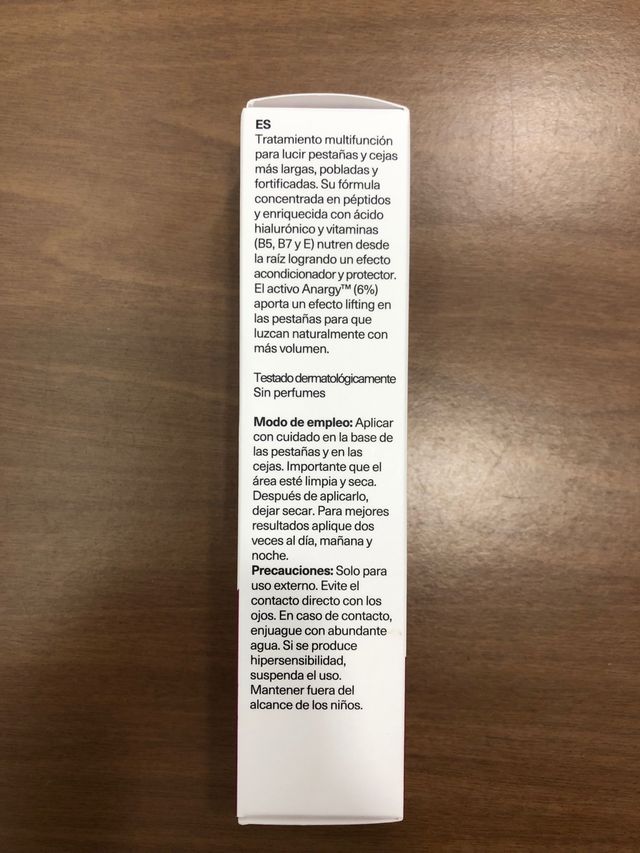 ES
Tratamiento multifunción
para lucir pestañas y cejas
más largas, pobladas y
fortificadas. Su fórmula
concentrada en péptidos
y enriquecida con ácido
hialurónico y vitaminas
(B5, B7 y E) nutren desde
la raíz logrando un efecto
acondicionador y protector.
El activo Anargy™ (6%)
aporta un efecto lifting en
las pestañas para que
luzcan naturalmente con
más volumen.
Testado dermatológicamente
Sin perfumes
Modo de empleo: Aplicar
con cuidado en la base de
las pestañas y en las
cejas. Importante que el
área esté limpia y seca.
Después de aplicarlo,
dejar secar. Para mejores
resultados aplique dos
veces al día, mañana y
noche.
Precauciones: Solo para
uso externo. Evite el
contacto directo con los
ojos. En caso de contacto,
enjuague con abundante
agua. Si se produce
hipersensibilidad,
suspenda el uso.
Mantener fuera del
alcance de los niños.